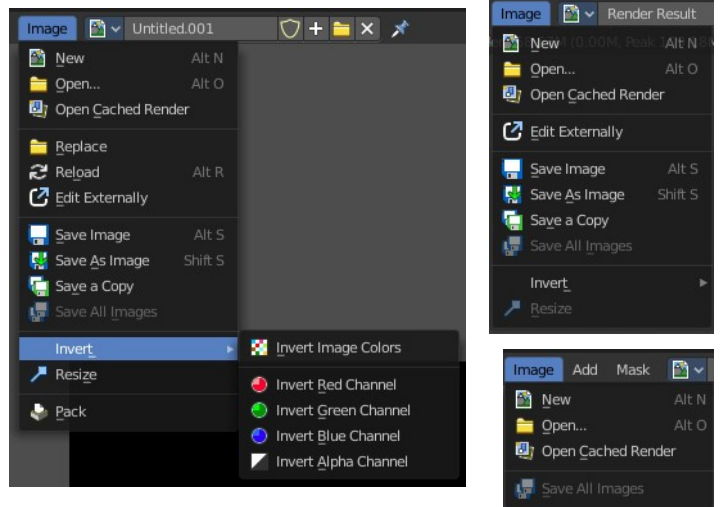 Image Untitled.001
New Alt N
Open... Alt O
Open Cached Render
Replace
Reload Alt R
Edit Externally
Save Image Alt S
Save As Image Shift S
Save a Copy
Save All Images
Invert
Resize
Pack
Invert Image Colors
Invert Red Channel
Invert Green Channel
Invert Blue Channel
Invert Alpha Channel
Image Render Result
New Alt N
(0.00M, Peak
Open... Alt O
Open Cached Render
Edit Externally
Save Image Alt S
Save As Image Shift S
Save a Copy
Save All Images
Invert
Resize
Image Add Mask
New Alt N
Open... Alt O
Open Cached Render
Save All Images